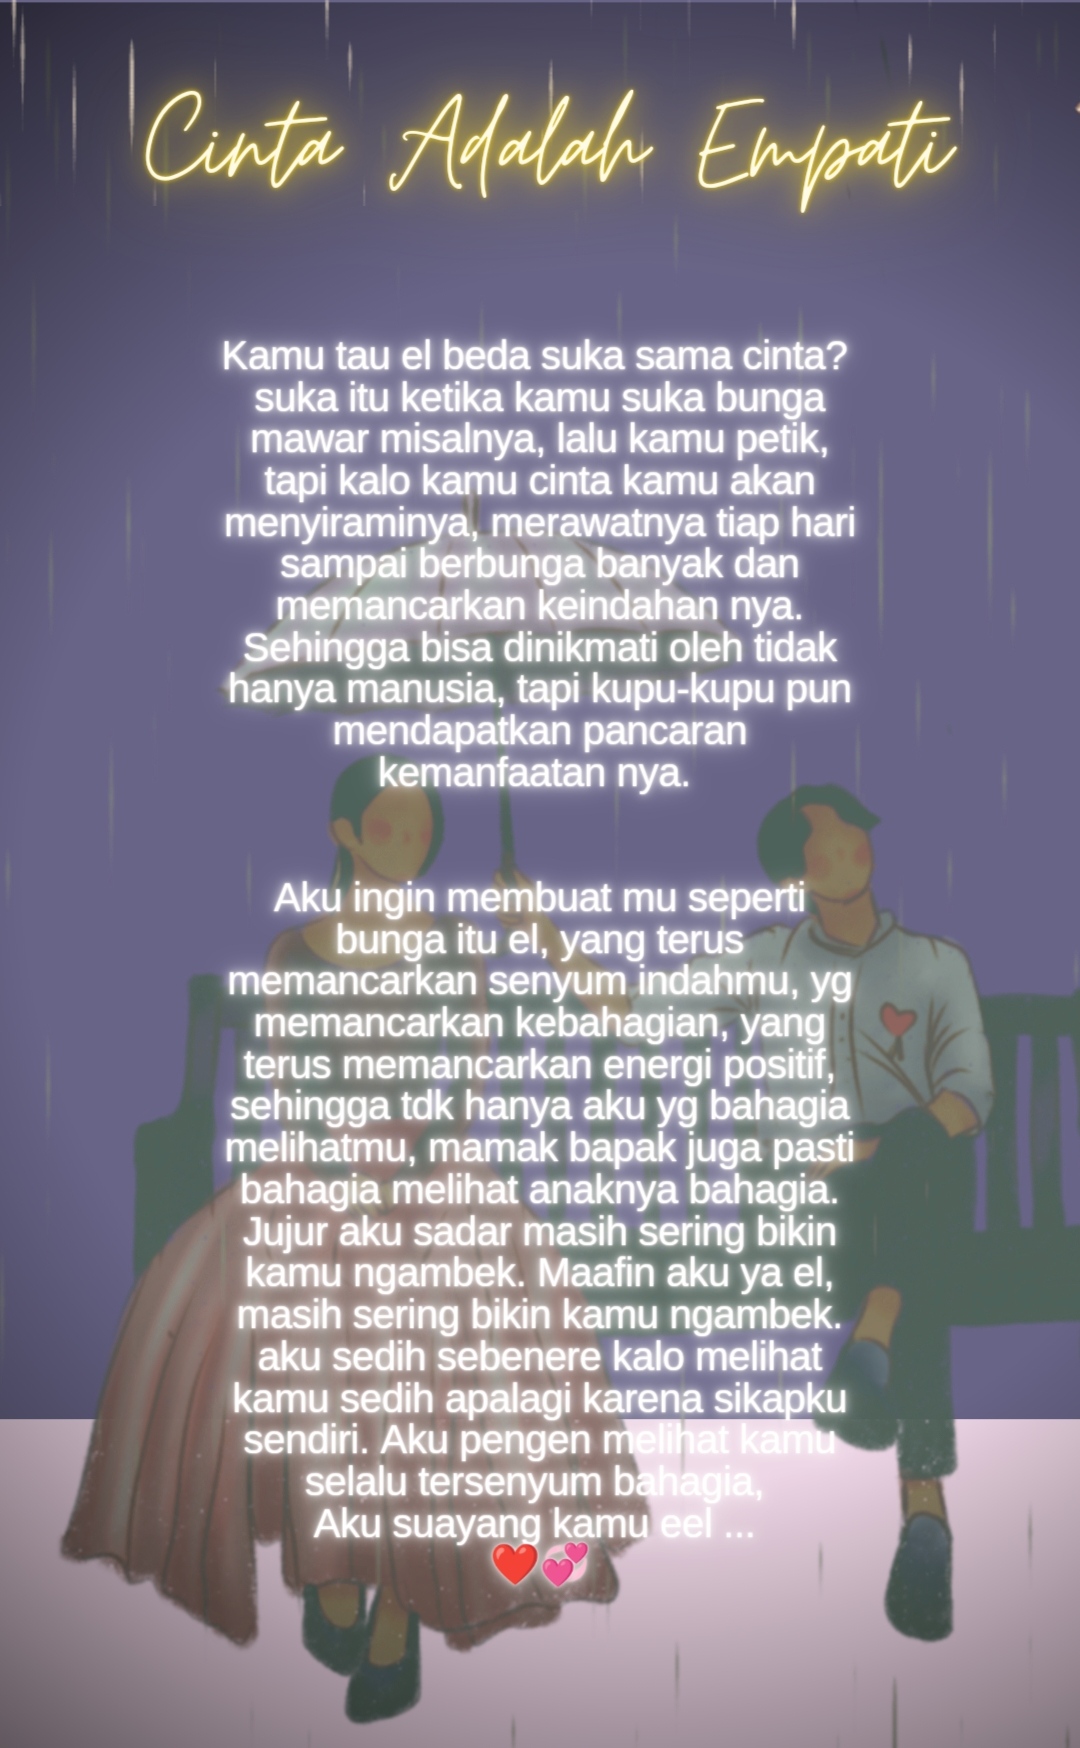 Cinta Adalah Empati
Kamu tau el beda suka sama cinta?
suka itu ketika kamu suka bunga
mawar misalnya, lalu kamu petik,
tapi kalo kamu cinta kamu akan
menyiraminya, merawatnya tiap hari
sampai berbunga banyak dan
memancarkan keindahan nya.
Sehingga bisa dinikmati oleh tidak
hanya manusia, tapi kupu-kupu pun
mendapatkan pancaran
kemanfaatan nya.
Aku ingin membuat mu seperti
bunga itu el, yang terus
memancarkan senyum indahmu, yg
memancarkan kebahagian, yang
terus memancarkan energi positif,
sehingga tdk hanya aku yg bahagia
melihatmu, mamak bapak juga pasti
bahagia melihat anaknya bahagia.
Jujur aku sadar masih sering bikin
kamu ngambek. Maafin aku ya el,
masih sering bikin kamu ngambek.
aku sedih sebenere kalo melihat
kamu sedih apalagi karena sikapku
sendiri. Aku pengen melihat kamu
selalu tersenyum bahagia,
Aku suayang kamu eel ...
❤️💞